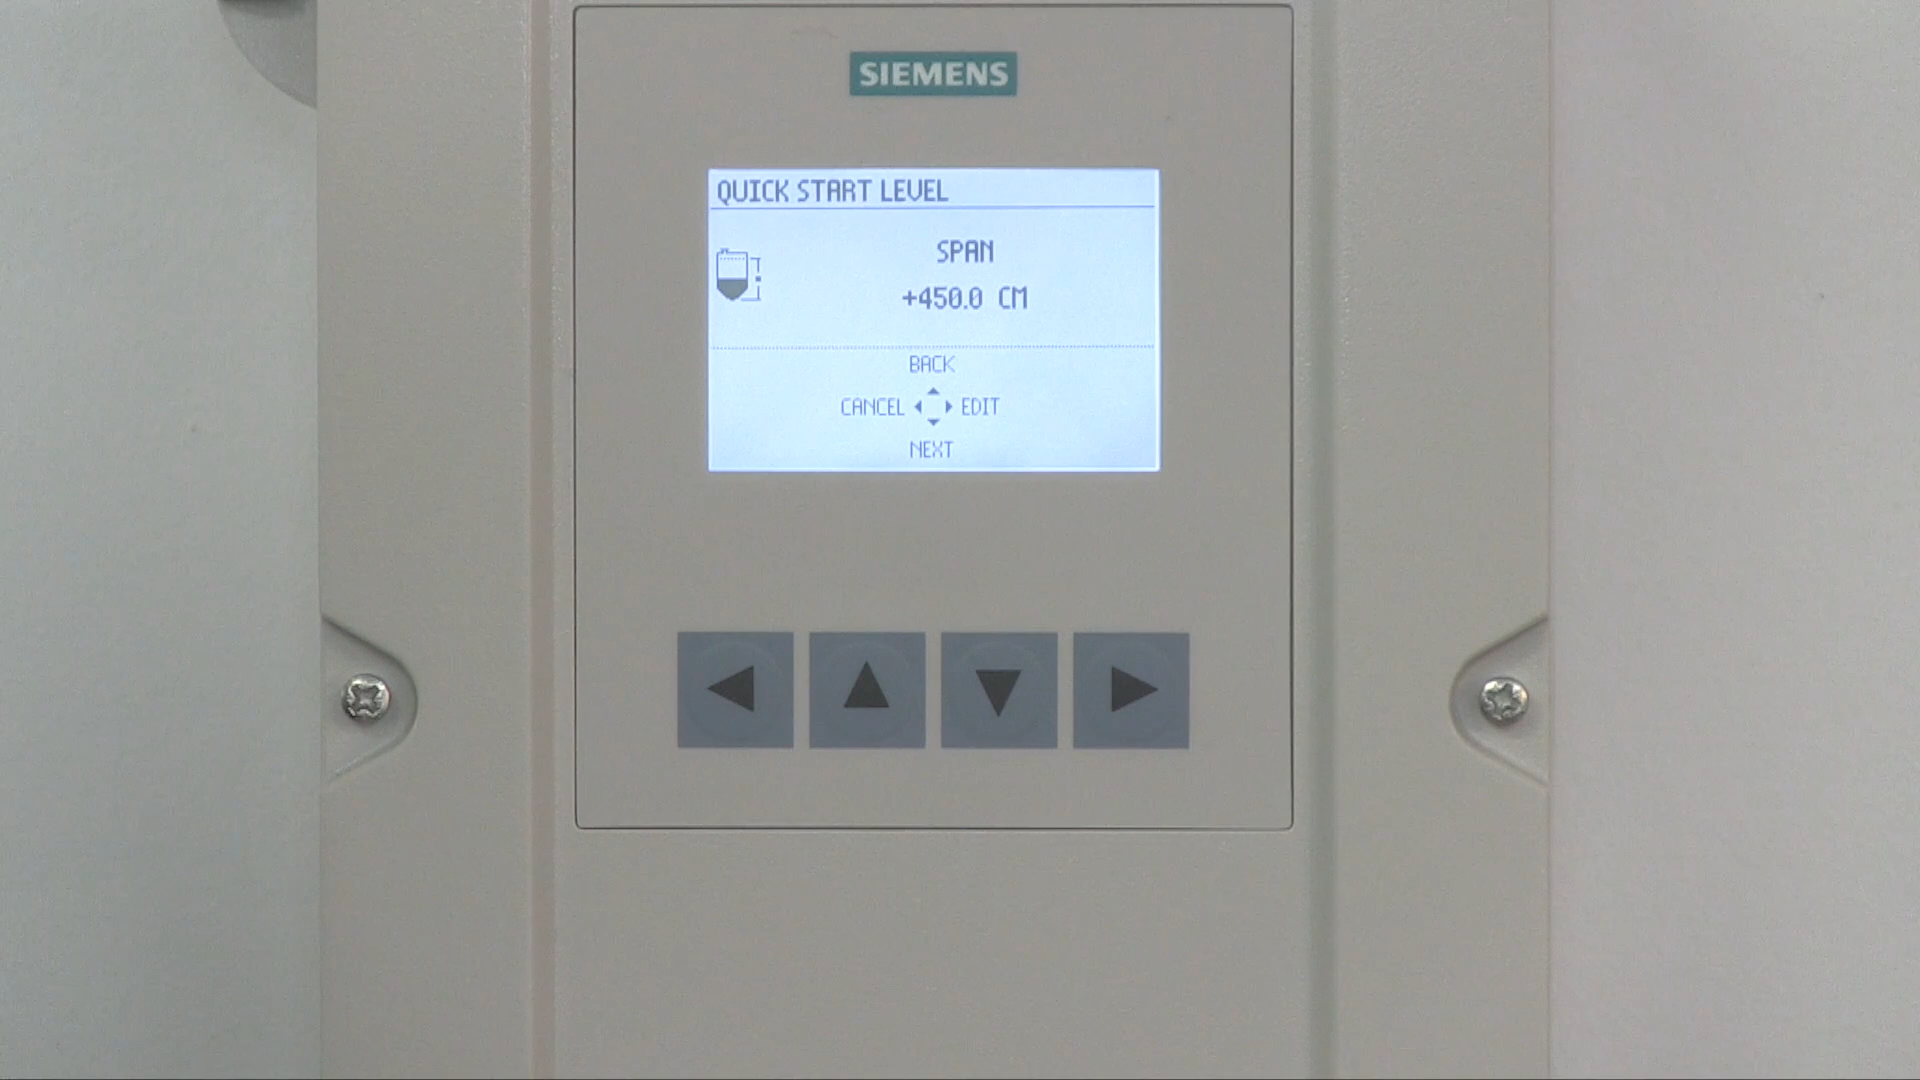 SIEMENS
QUICK START LEVEL
SPAN
+450.0 CM
BACK
CANCEL EDIT
NEXT